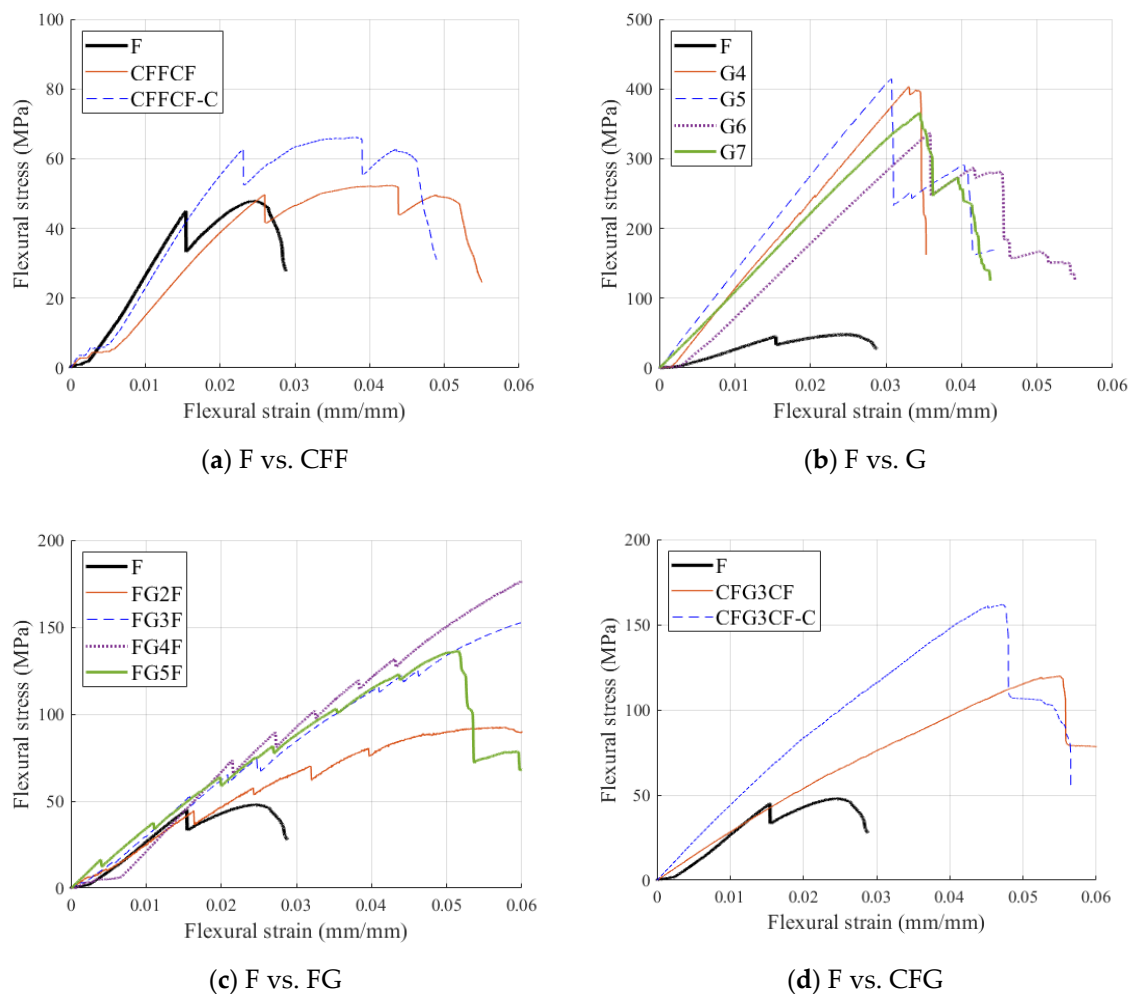 100
80
60
40
20
0
Flexural stress (MPa)
F
CFFCF
CFFCF-C
0 0.01 0.02 0.03 0.04 0.05 0.06
Flexural strain (mm/mm)
(a) F vs. CFF
500
400
300
200
100
0
Flexural stress (MPa)
F
G4
G5
G6
G7
0 0.01 0.02 0.03 0.04 0.05 0.06
Flexural strain (mm/mm)
(b) F vs. G
200
150
100
50
0
Flexural stress (MPa)
F
FG2F
FG3F
FG4F
FG5F
0 0.01 0.02 0.03 0.04 0.05 0.06
Flexural strain (mm/mm)
(c) F vs. FG
200
150
100
50
0
Flexural stress (MPa)
F
CFG3CF
CFG3CF-C
0 0.01 0.02 0.03 0.04 0.05 0.06
Flexural strain (mm/mm)
(d) F vs. CFG